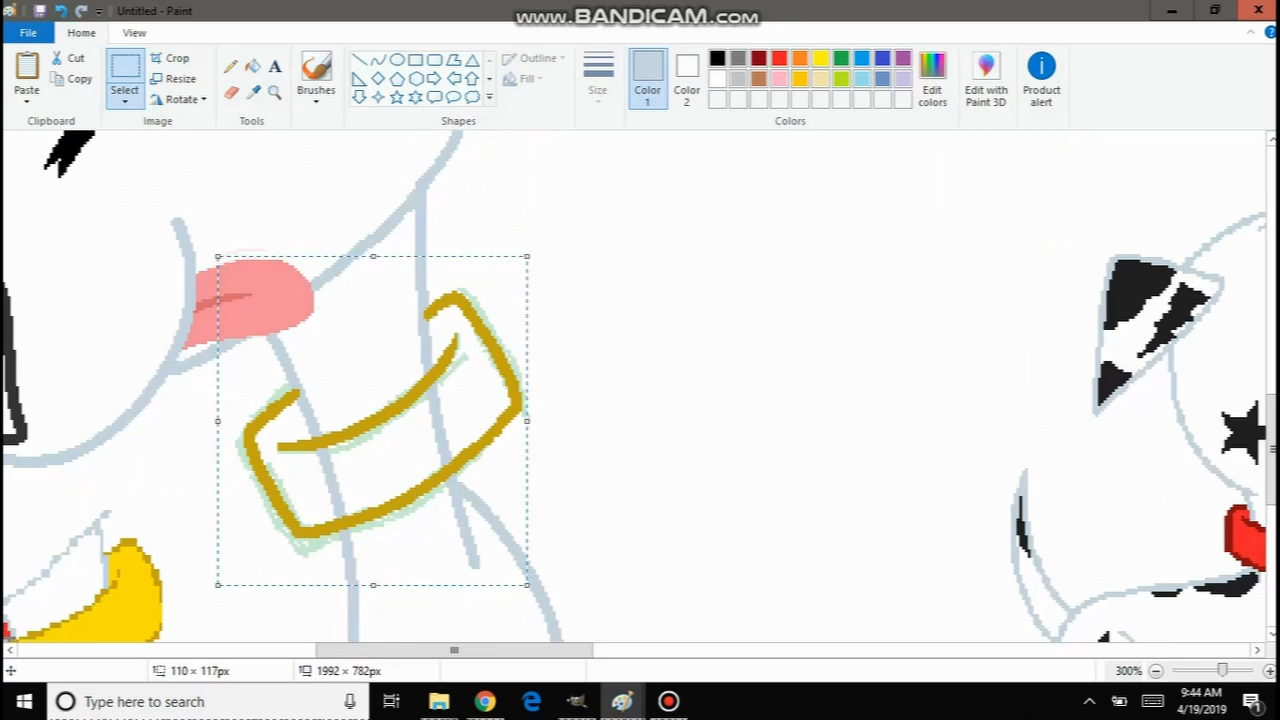 www.BANDICAM.com
Untitled - Paint
File
Home
View
Paste
Cut
Copy
Clipboard
Select
Crop
Resize
Rotate
Image
Tools
Brushes
Outline
Fill
Shapes
Size
Color
1
Color
2
Edit
colors
Colors
Edit with
Paint 3D
Product
alert
110 × 117px
1992 × 782px
300%
Type here to search
9:44 AM
4/19/2019
1